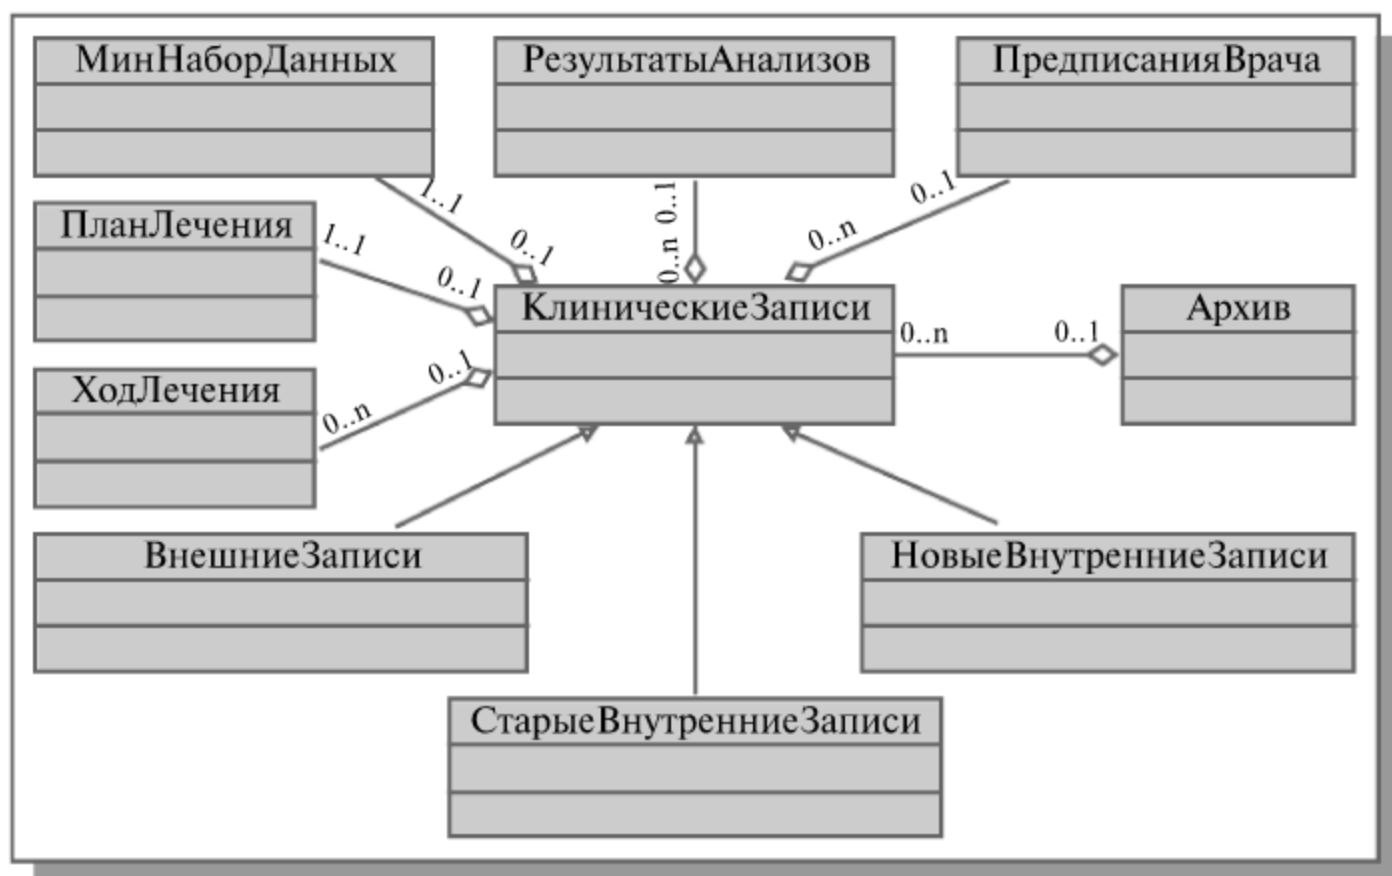 МинНаборДанных
РезультатыАнализов
ПредписанияВрача
1..1
0..1
0..n 0..1
0..n
0..1
ПланЛечения
1..1
0..1
КлиническиеЗаписи
0..n
0..1
Архив
ХодЛечения
0..n
0..1
ВнешниеЗаписи
НовыеВнутренниеЗаписи
СтарыеВнутренниеЗаписи